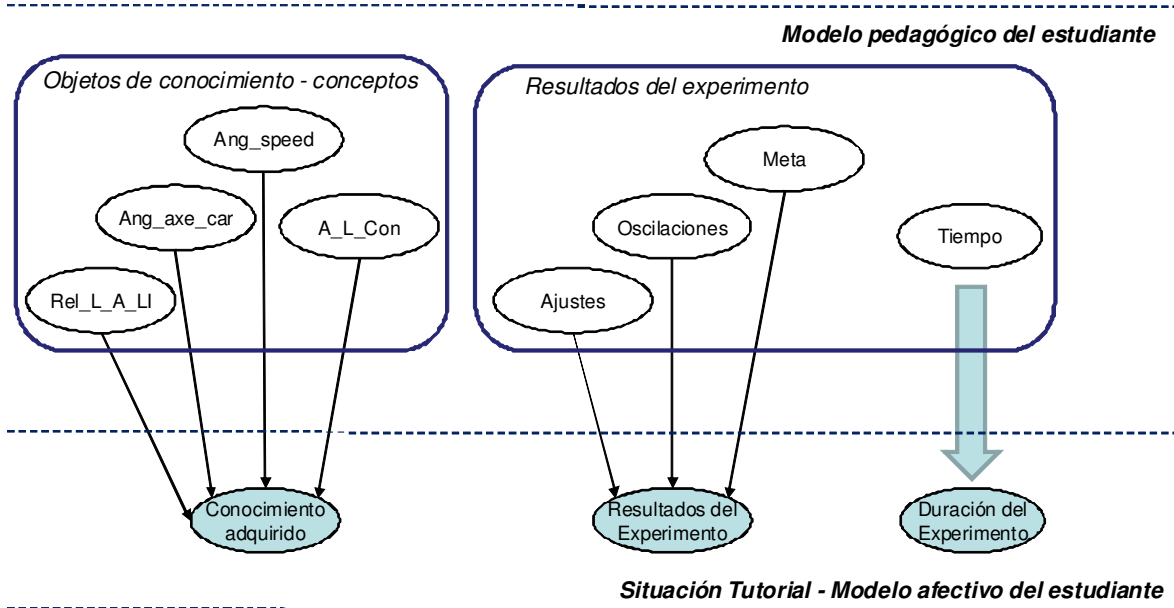 Modelo pedagógico del estudiante
Objetos de conocimiento - conceptos
Resultados del experimento
Ang_speed
Meta
Ang_axe_car
A_L_Con
Oscilaciones
Tiempo
Rel_L_A_LI
Ajustes
Conocimiento
adquirido
Resultados del
Experimento
Duración del
Experimento
Situación Tutorial - Modelo afectivo del estudiante